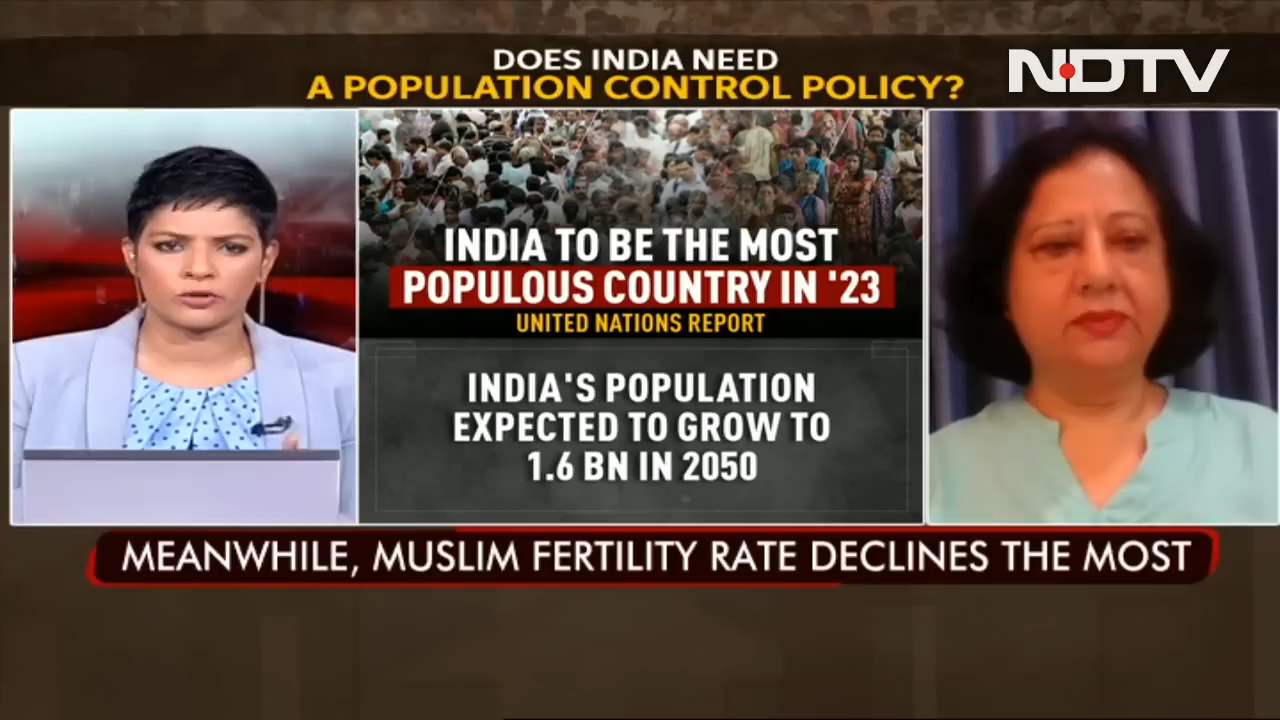 DOES INDIA NEED
A POPULATION CONTROL POLICY?
NDTV
INDIA TO BE THE MOST
POPULOUS COUNTRY IN '23
UNITED NATIONS REPORT
INDIA'S POPULATION
EXPECTED TO GROW TO
1.6 BN IN 2050
MEANWHILE, MUSLIM FERTILITY RATE DECLINES THE MOST